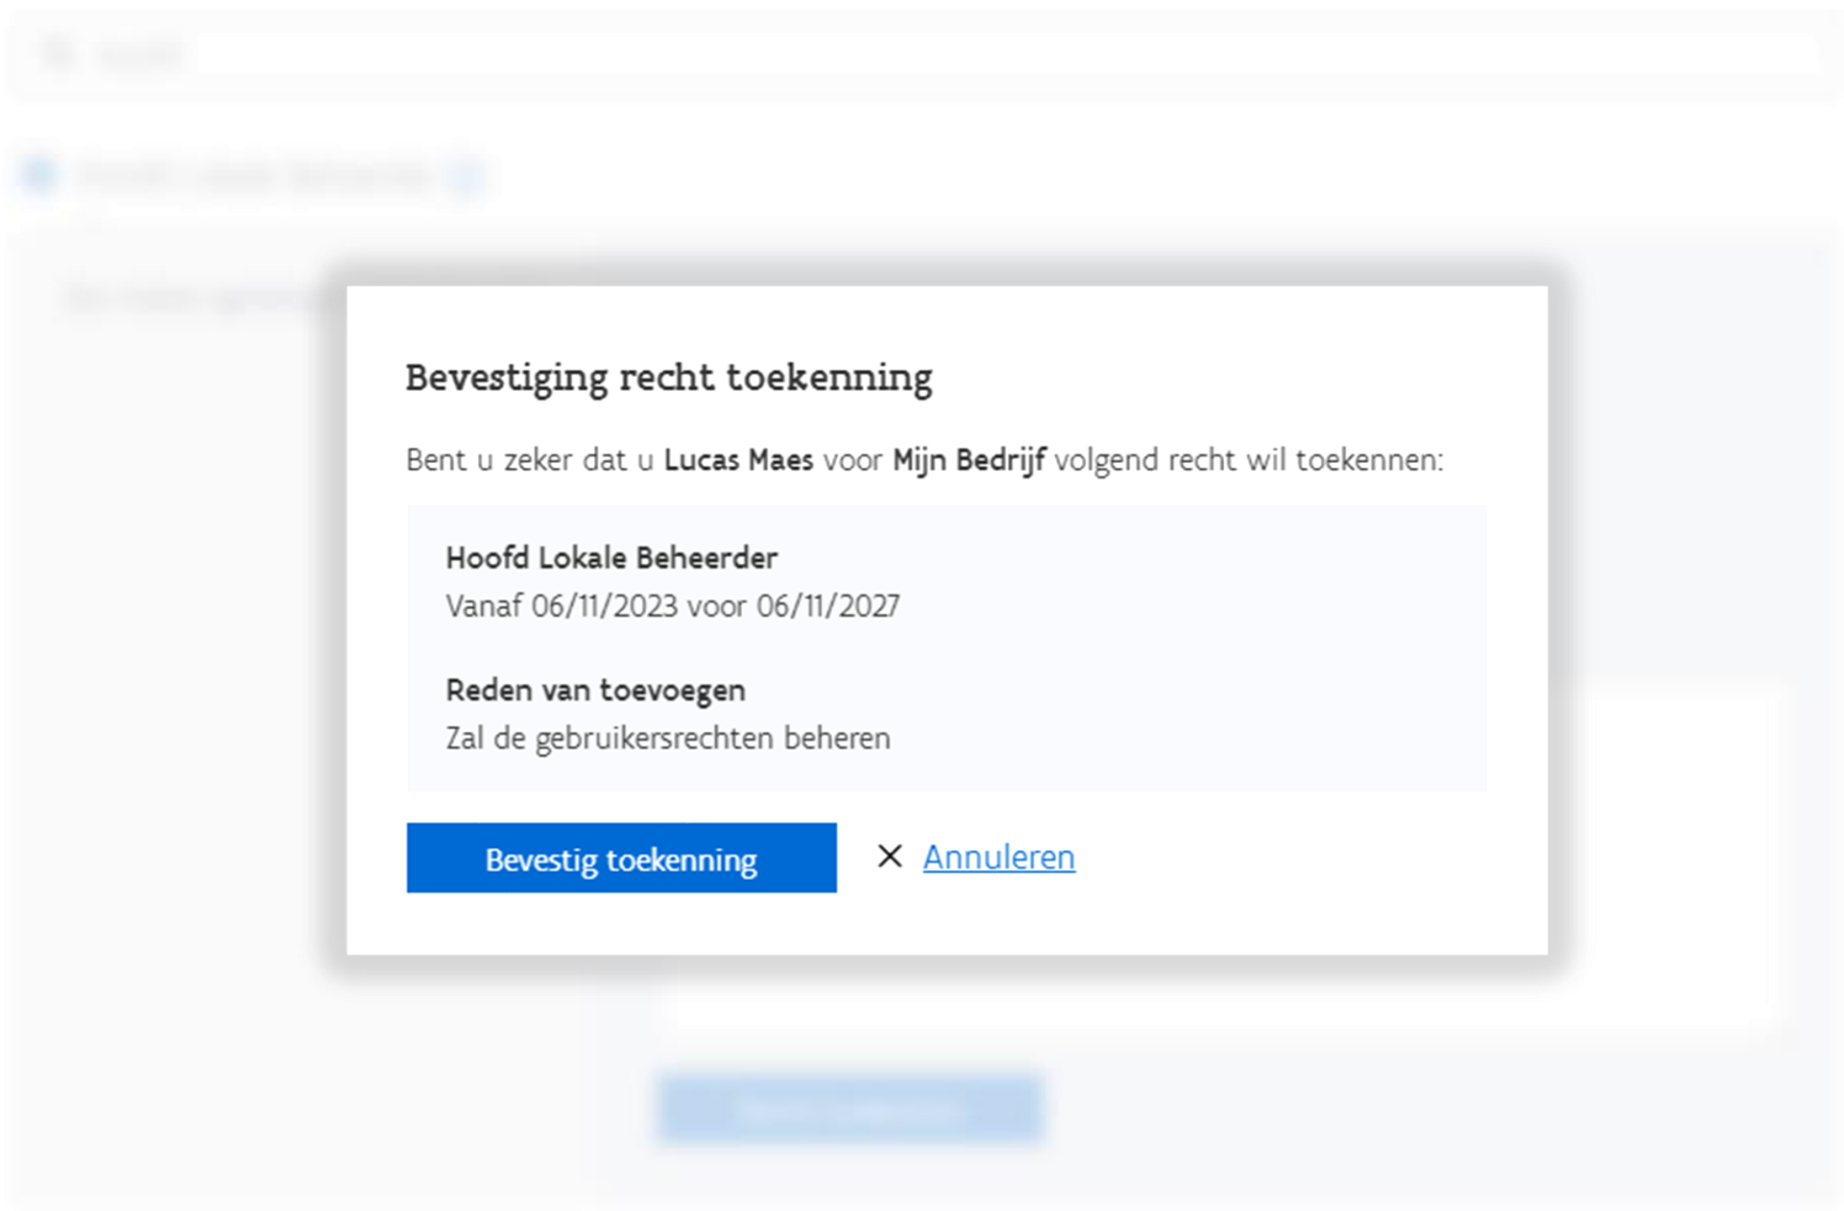 Bevestiging recht toekenning
Bent u zeker dat u Lucas Maes voor Mijn Bedrijf volgend recht wil toekennen:
Hoofd Lokale Beheerder
Vanaf 06/11/2023 voor 06/11/2027
Reden van toevoegen
Zal de gebruikersrechten beheren
Bevestig toekenning
Annuleren